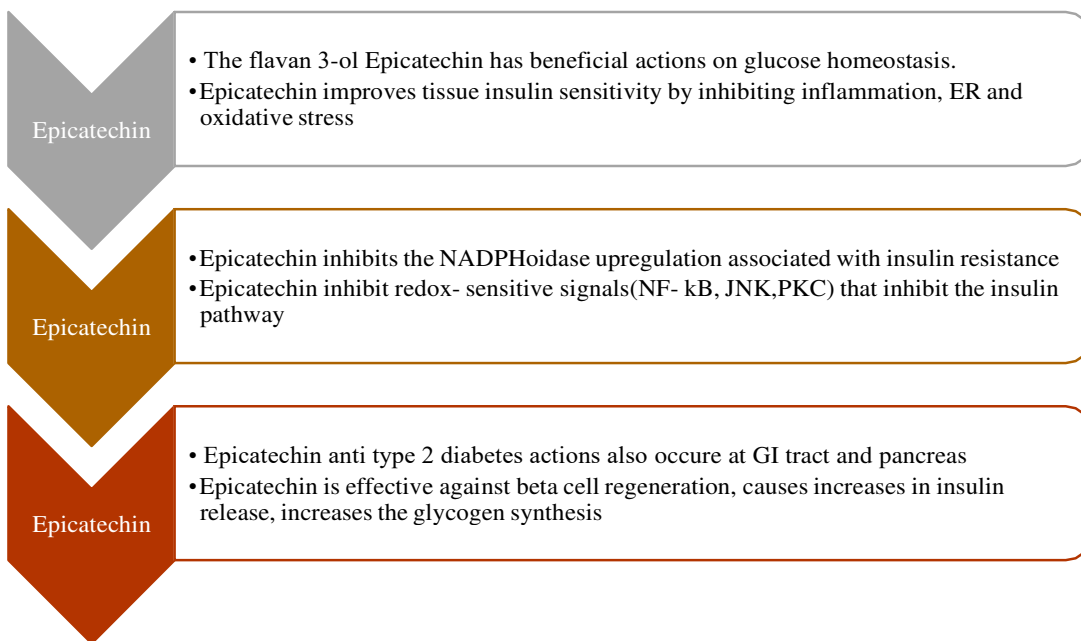 Epicatechin
• The flavan 3-ol Epicatechin has beneficial actions on glucose homeostasis.
•Epicatechin improves tissue insulin sensitivity by inhibiting inflammation, ER and
oxidative stress
Epicatechin
•Epicatechin inhibits the NADPHoidase upregulation associated with insulin resistance
•Epicatechin inhibit redox- sensitive signals(NF- kB, JNK,PKC) that inhibit the insulin
pathway
Epicatechin
• Epicatechin anti type 2 diabetes actions also occure at GI tract and pancreas
•Epicatechin is effective against beta cell regeneration, causes increases in insulin
release, increases the glycogen synthesis